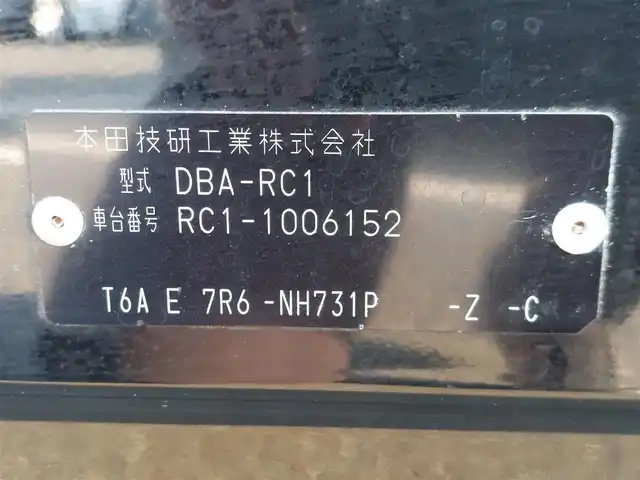 本田技研工業株式会社
型式 DBA-RC1
車台番号 RC1-1006152
T6A E 7R6 -NH731P -Z -C